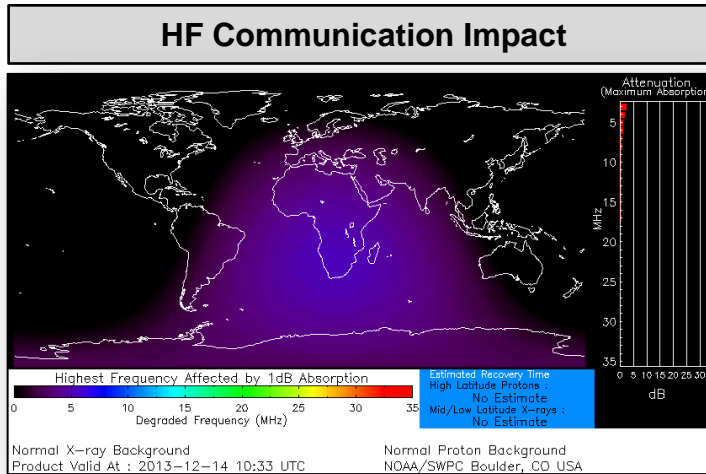 HF Communication Impact
Attenuation
(Maximum Absorption
5
10
15
20
25
30
35
MHz
0 5 10 15 20 25 30
dB
Highest Frequency Affected by 1dB Absorption
0 5 10 15 20 25 30 35
Degraded Frequency (MHz)
Estimated Recovery Time
High Latitude Protons :
No Estimate
Mid/Low Latitude X-rays :
No Estimate
Normal X-ray Background
Normal Proton Background
Product Valid At : 2013-12-14 10:33 UTC
NOAA/SWPC Boulder, CO USA